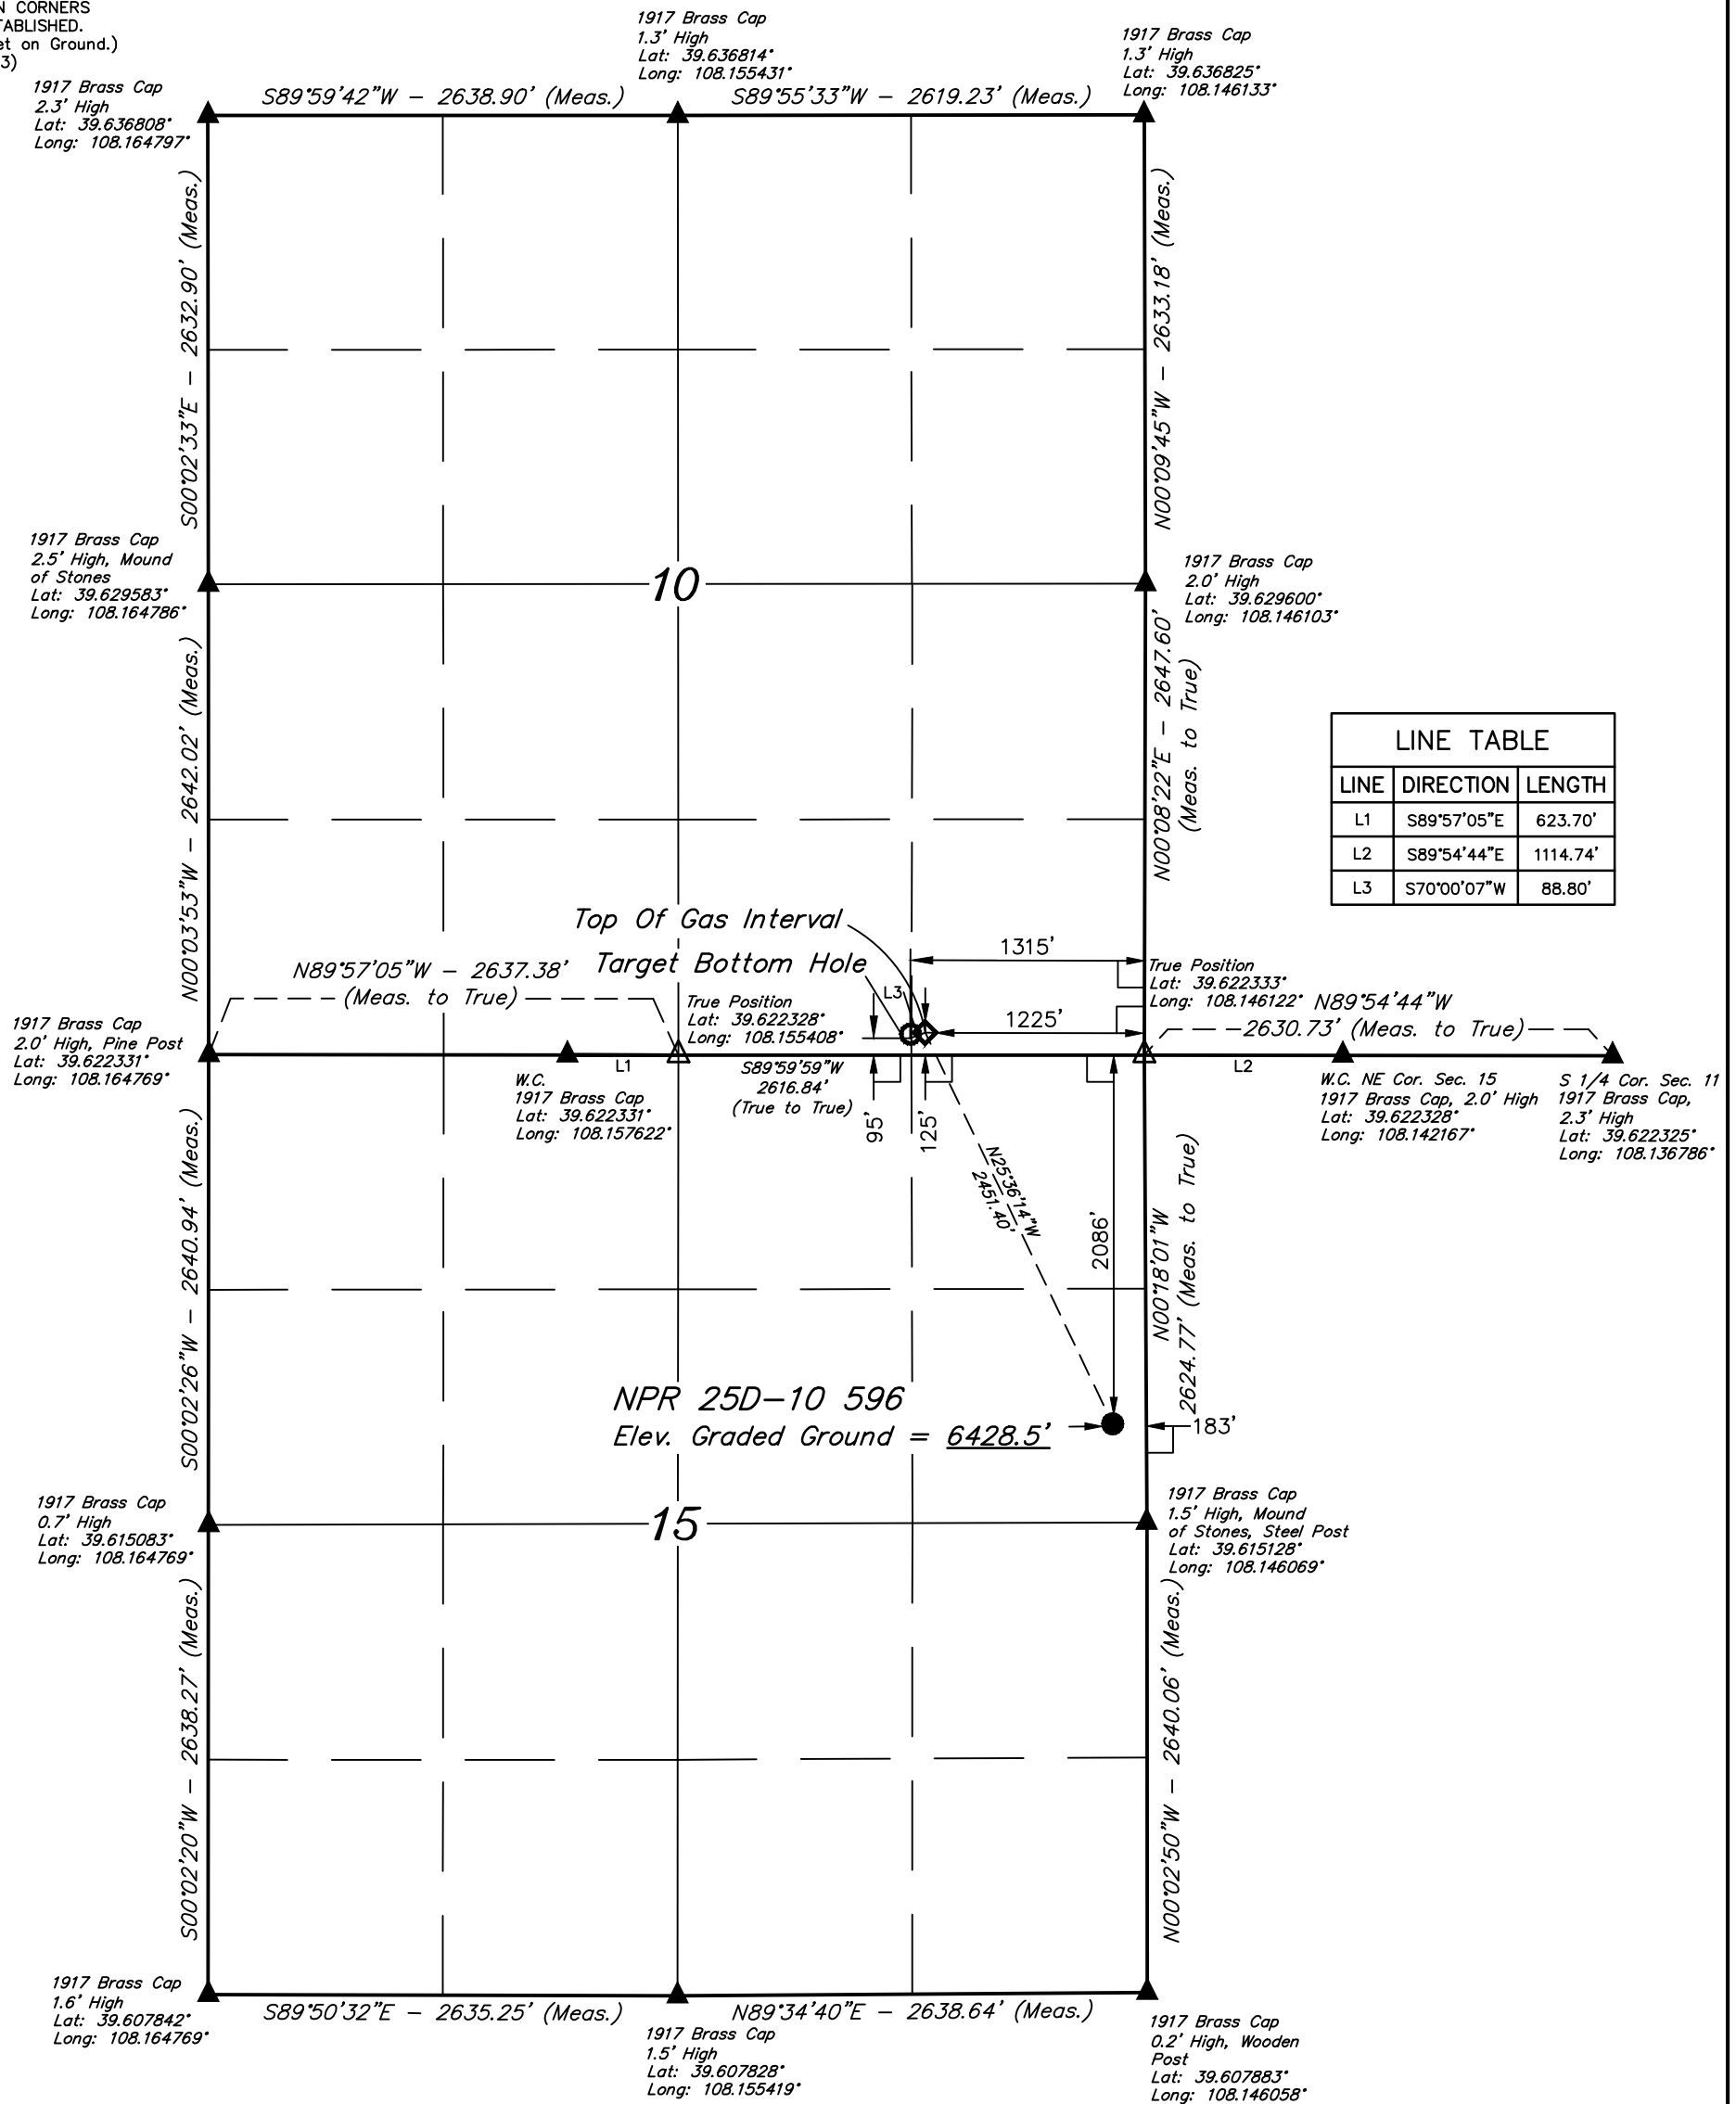 N CORNERS
TABLISHED.
et on Ground.)
3)
1917 Brass Cap
2.3' High
Lat: 39.636808°
Long: 108.164797°
S89°59'42"W - 2638.90' (Meas.)
1917 Brass Cap
1.3' High
Lat: 39.636814°
Long: 108.155431°
S89°55'33"W - 2619.23' (Meas.)
1917 Brass Cap
1.3' High
Lat: 39.636825°
Long: 108.146133°
S00°02'33"E - 2632.90' (Meas.)
N00°09'45"W - 2633.18' (Meas.)
1917 Brass Cap
2.5' High, Mound
of Stones
Lat: 39.629583°
Long: 108.164786°
10
1917 Brass Cap
2.0' High
Lat: 39.629600°
Long: 108.146103°
N00°03'53"W - 2642.02' (Meas.)
N00°08'22"E - 2647.60'
(Meas. to True)
LINE TABLE
LINE DIRECTION LENGTH
L1 S89°57'05"E 623.70'
L2 S89°54'44"E 1114.74'
L3 S70°00'07"W 88.80'
Top Of Gas Interval
Target Bottom Hole
1315'
N89°57'05"W - 2637.38'
(Meas. to True)
True Position
Lat: 39.622328°
Long: 108.155408°
L3
1225'
True Position
Lat: 39.622333°
Long: 108.146122°
N89°54'44"W
2630.73' (Meas. to True)
1917 Brass Cap
2.0' High, Pine Post
Lat: 39.622331°
Long: 108.164769°
L1
W.C.
1917 Brass Cap
Lat: 39.622331°
Long: 108.157622°
S89°59'59"W
2616.84'
(True to True)
95'
125'
L2
W.C. NE Cor. Sec. 15
1917 Brass Cap, 2.0' High
Lat: 39.622328°
Long: 108.142167°
S 1/4 Cor. Sec. 11
1917 Brass Cap,
2.3' High
Lat: 39.622325°
Long: 108.136786°
N25°36'14"W
2451.40'
2086'
S00°02'26"W - 2640.94' (Meas.)
N00°18'01"W
2624.77' (Meas. to True)
NPR 25D-10 596
Elev. Graded Ground = 6428.5'
183'
1917 Brass Cap
0.7' High
Lat: 39.615083°
Long: 108.164769°
15
1917 Brass Cap
1.5' High, Mound
of Stones, Steel Post
Lat: 39.615128°
Long: 108.146069°
S00°02'20"W - 2638.27' (Meas.)
N00°02'50"W - 2640.06' (Meas.)
1917 Brass Cap
1.6' High
Lat: 39.607842°
Long: 108.164769°
S89°50'32"E - 2635.25' (Meas.)
1917 Brass Cap
1.5' High
Lat: 39.607828°
Long: 108.155419°
N89°34'40"E - 2638.64' (Meas.)
1917 Brass Cap
0.2' High, Wooden
Post
Lat: 39.607883°
Long: 108.146058°